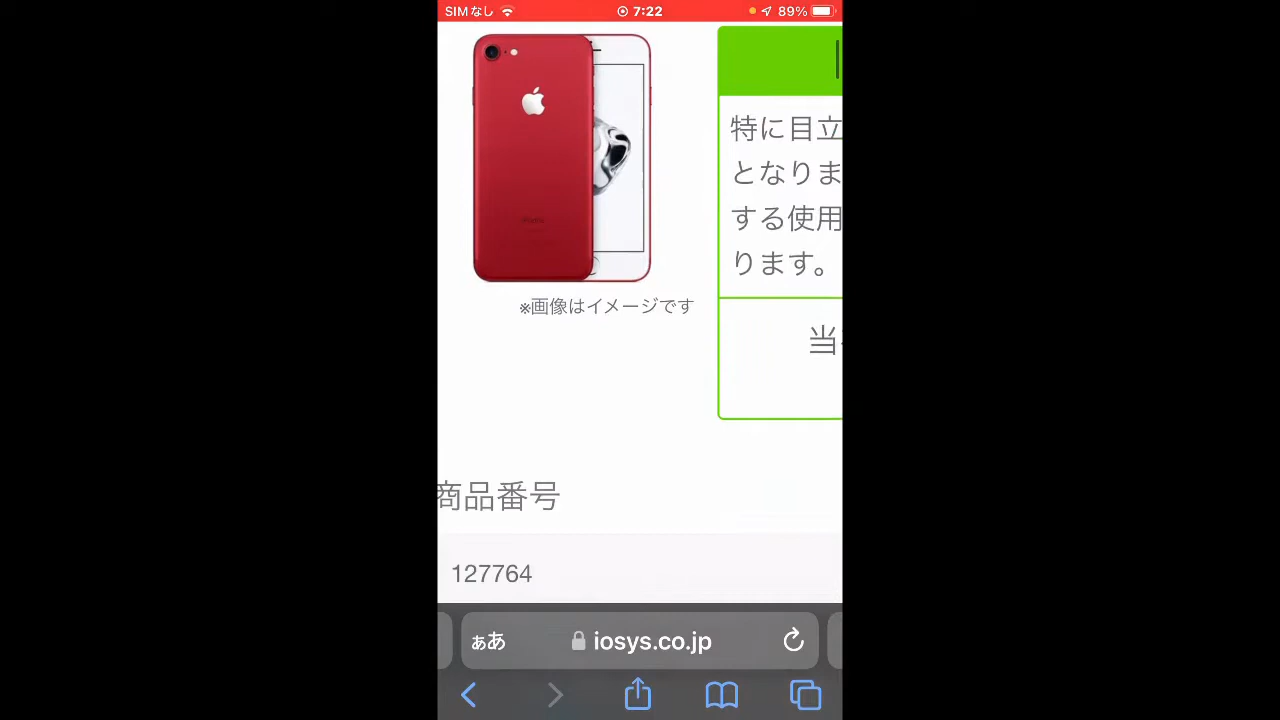 SIMなし 7:22 89%
特に目立
となりま
する使用
ります。
※画像はイメージです
当
商品番号
127764
ぁあ iosys.co.jp